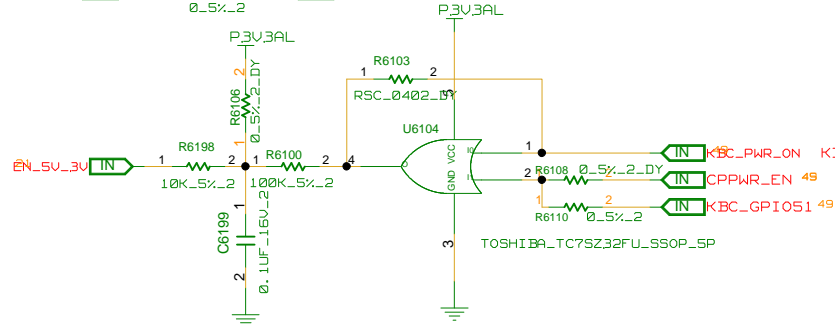 0_5%_2
P3V3AL
P3V3AL
R6103
1
2
RSC_0402_DY
2
R6106
0_5%_2_DY
1
5
U6104
VCC
GND
R6198
1
2
10K_5%_2
R6100
1
2
100K_5%_2
4
O
I0
I
1
2
3
EN_5V_3V
IN
1
C6199
0.1UF_16V_2
2
R6108
0_5%_2_DY
2
R6110
1
2
0_5%_2
IN
KBC_PWR_ON
IN
CPPWR_EN
49
IN
KBC_GPIO51
49
TOSHIBA_TC7SZ32FU_SSOP_5P